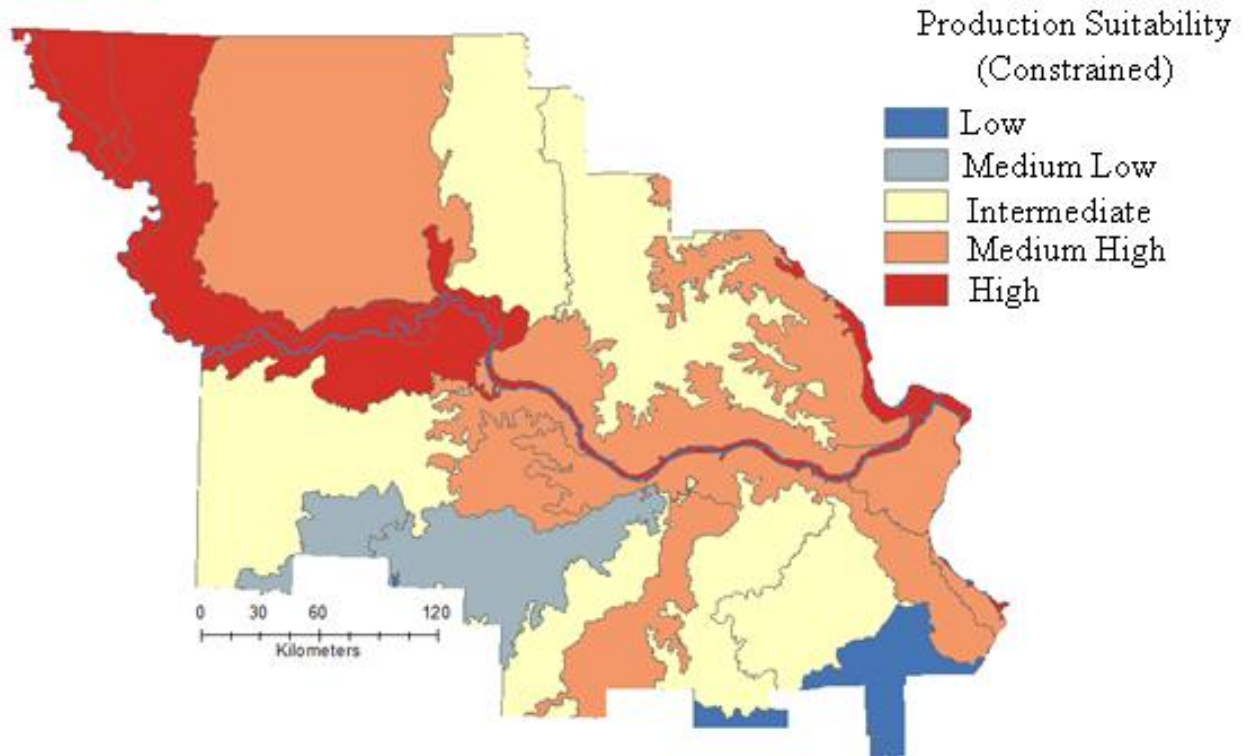 Production Suitability
(Constrained)
Low
Medium Low
Intermediate
Medium High
High
0 30 60 120
Kilometers